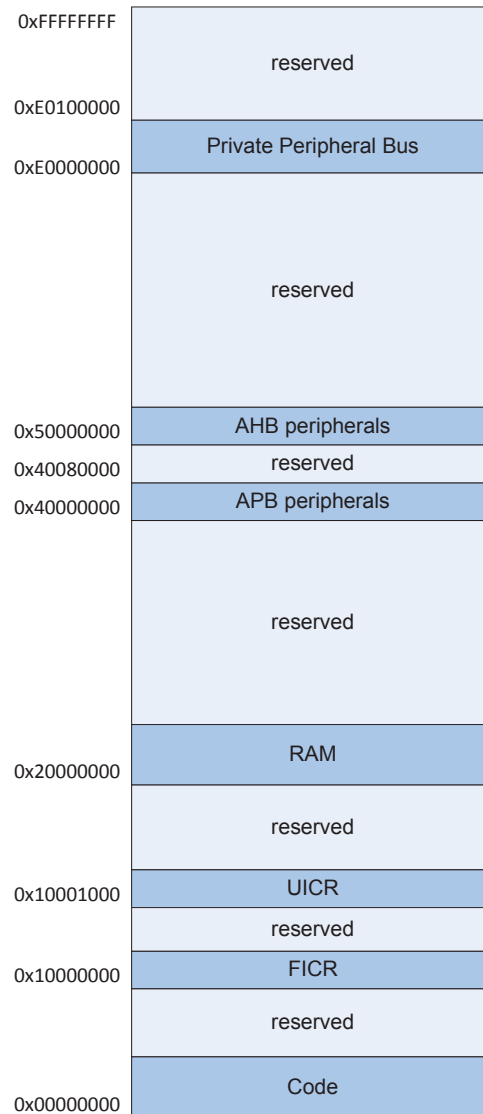 0xFFFFFFFF
reserved
0xE0100000
Private Peripheral Bus
0xE0000000
reserved
AHB peripherals
0x50000000
reserved
0x40080000
APB peripherals
0x40000000
reserved
RAM
0x20000000
reserved
UICR
0x10001000
reserved
FICR
0x10000000
reserved
Code
0x00000000